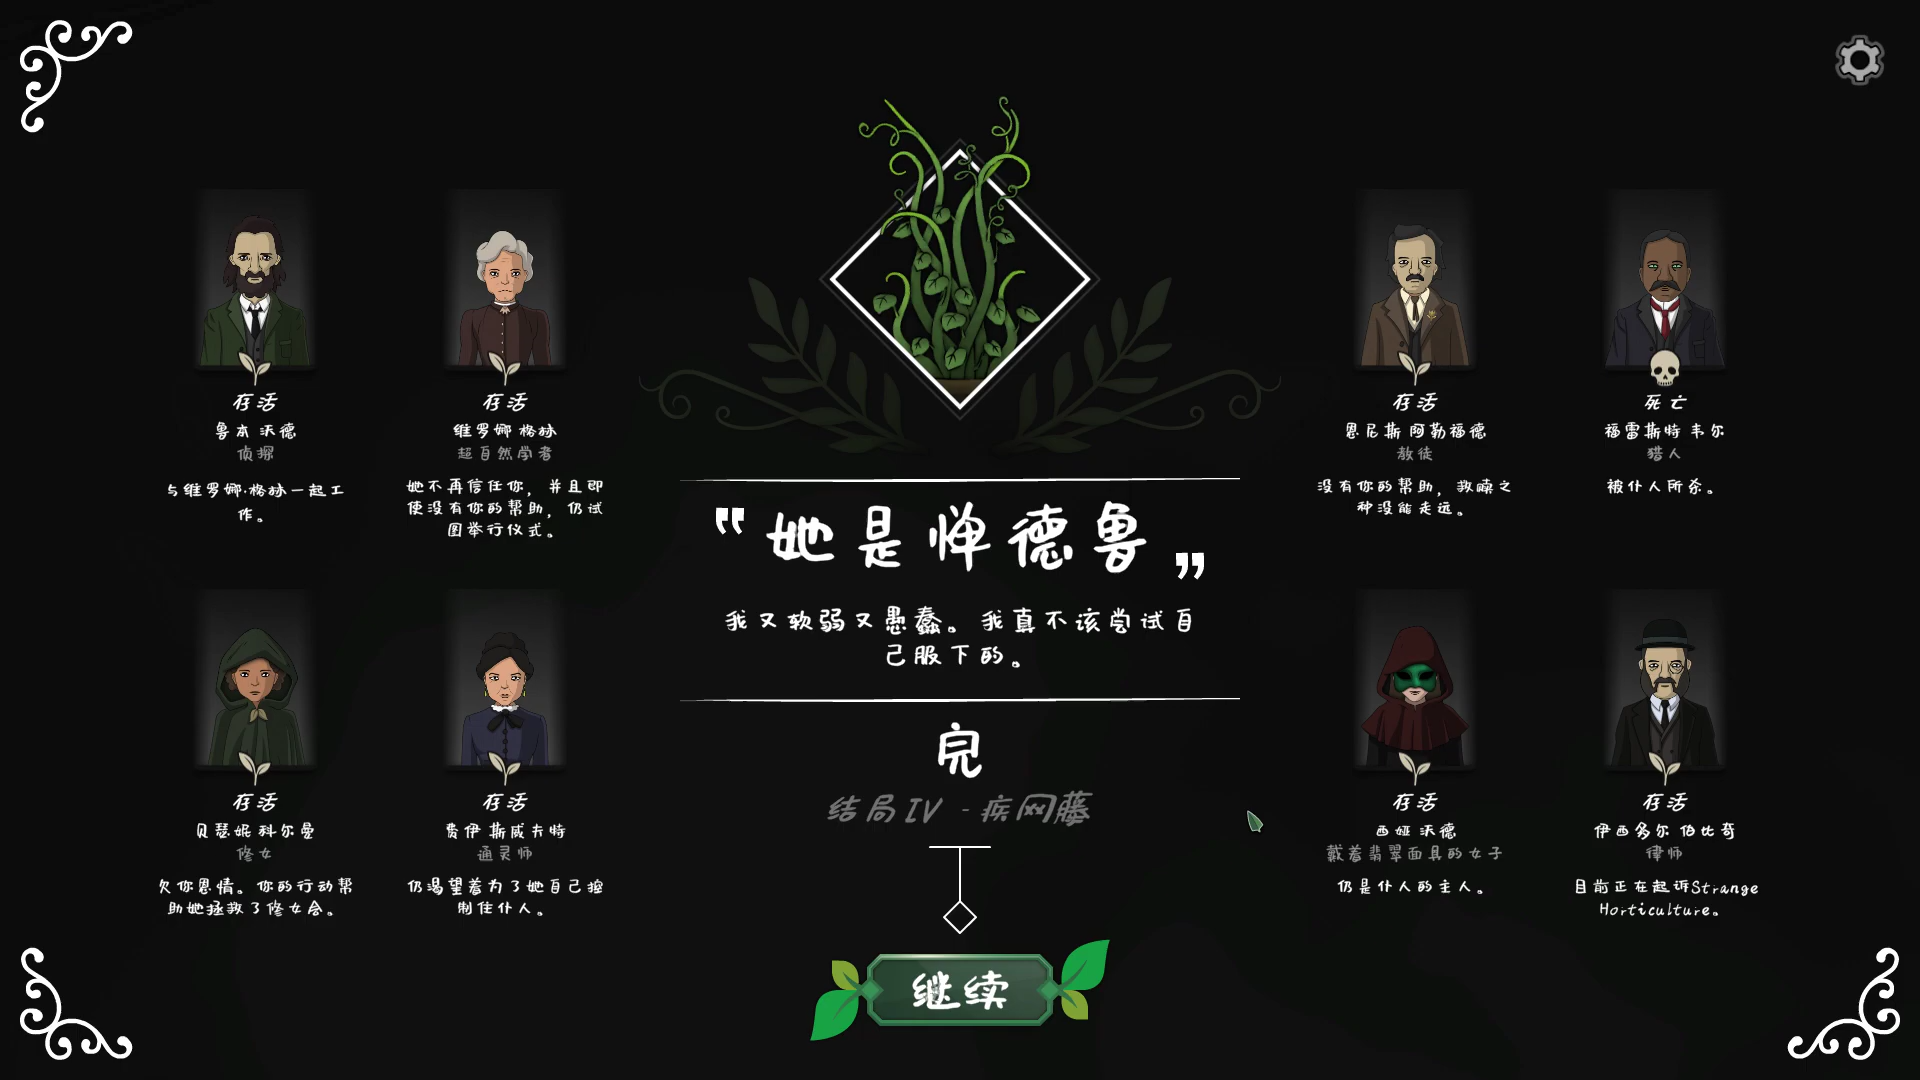 存活
鲁本 沃德
侦探
与维罗娜·格林一起工
作。
存活
维罗娜 格林
超自然学者
她不再信任你，并且即
使没有你的帮助，仍试
图举行仪式。
存活
贝瑟妮 科尔曼
修女
欠你恩情。你的行动帮
助她拯救了修女会。
存活
费伊 斯威夫特
通灵师
仍渴望着为了她自己控
制住仆人。
"她是惮德鲁"
我又软弱又愚蠢。我真不该尝试自
己服下的。
完
结局IV - 疾网藤
继续
存活
恩尼斯 阿勒福德
教徒
没有你的帮助，救赎之
种没能走远。
死亡
福雷斯特 韦尔
猎人
被仆人所杀。
存活
西娅 沃德
戴着翡翠面具的女子
仍是仆人的主人。
存活
伊西多尔 伯比奇
律师
目前正在起诉Strange
Horticulture。